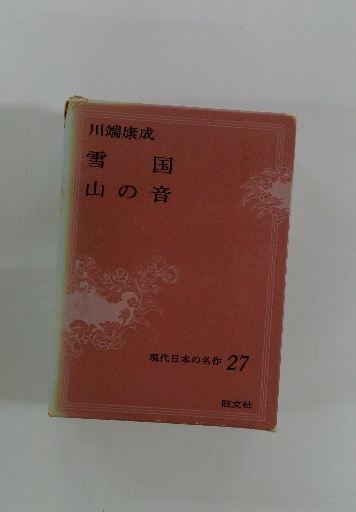 川端康成
雪国
山の音
現代日本の名作 27
旺文社